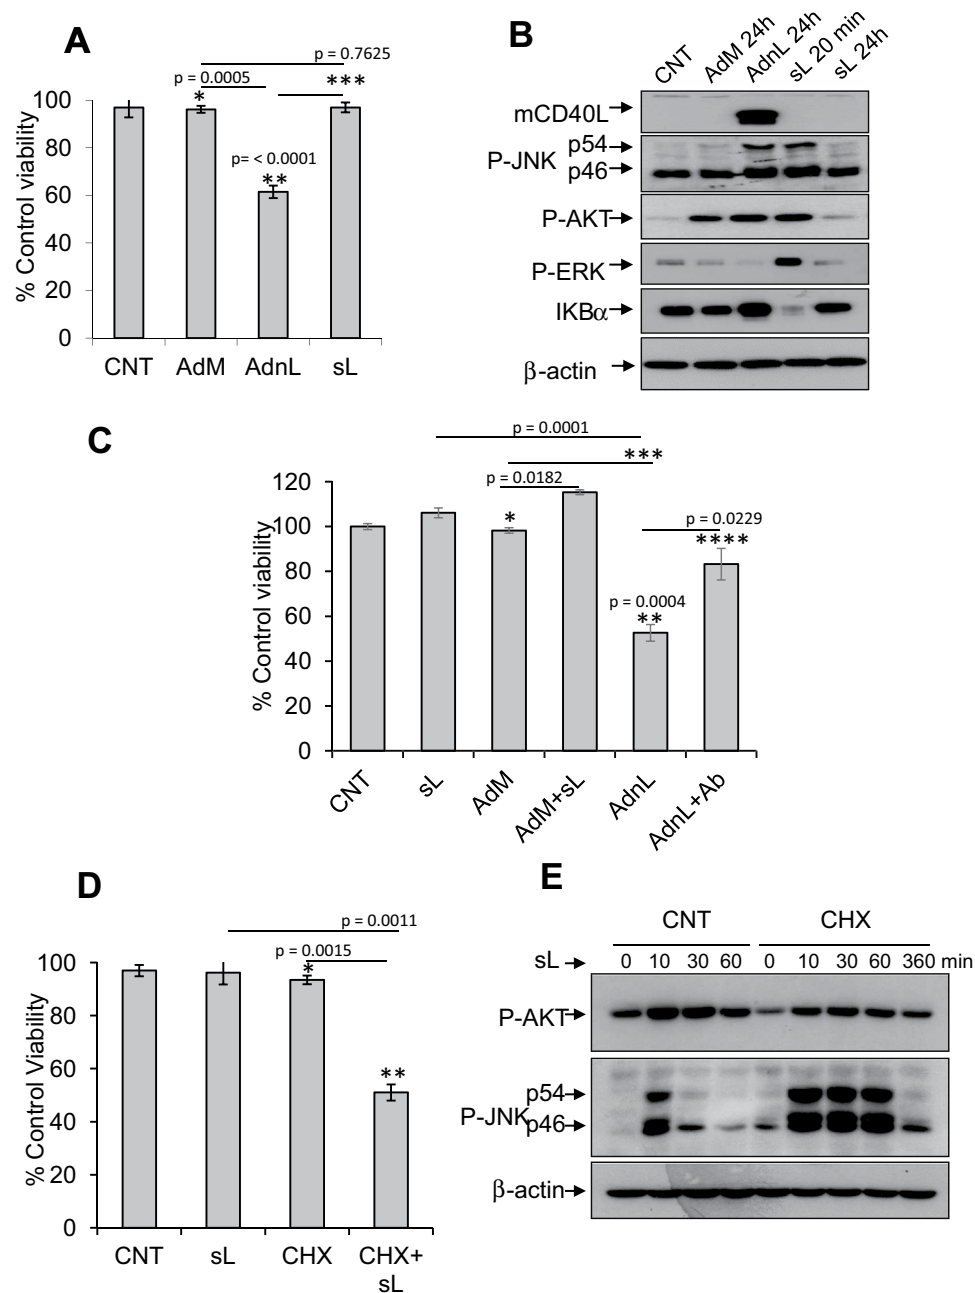 A
p = 0.7625
p = 0.0005
***
*
p= < 0.0001
**
% Control viability
100
80
60
40
20
0
CNT AdM AdnL sL
B
CNT
AdM 24h
AdnL 24h
sL 20 min
sL 24h
mCD40L
P-JNK
p54
p46
P-AKT
P-ERK
IKBα
β-actin
C
p = 0.0001
***
p = 0.0182
*
p = 0.0229
****
p = 0.0004
**
% Control viability
120
100
80
60
40
20
0
CNT
sL
AdM
AdM+sL
AdnL
AdnL+Ab
D
p = 0.0011
p = 0.0015
*
**
% Control Viability
100
80
60
40
20
0
CNT sL CHX CHX+
sL
E
CNT CHX
sL 0 10 30 60 0 10 30 60 360 min
P-AKT
P-JNK
p54
p46
β-actin